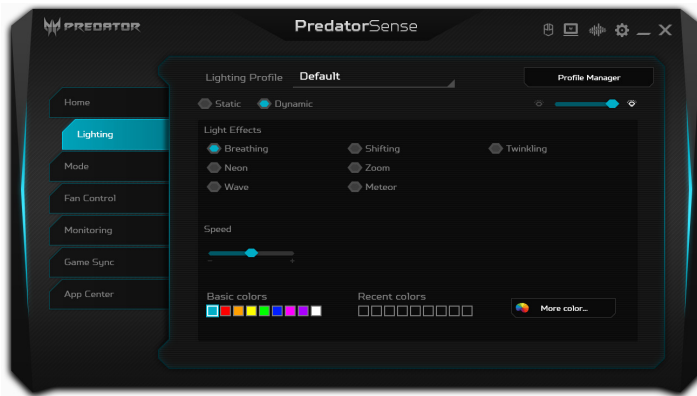 PREDATOR
PredatorSense
Lighting Profile Default
Profile Manager
Static Dynamic
Home
Lighting
Mode
Fan Control
Monitoring
Game Sync
App Center
Light Effects
Breathing Shifting Twinkling
Neon Zoom
Wave Meteor
Speed
- +
Basic colors Recent colors
More color...